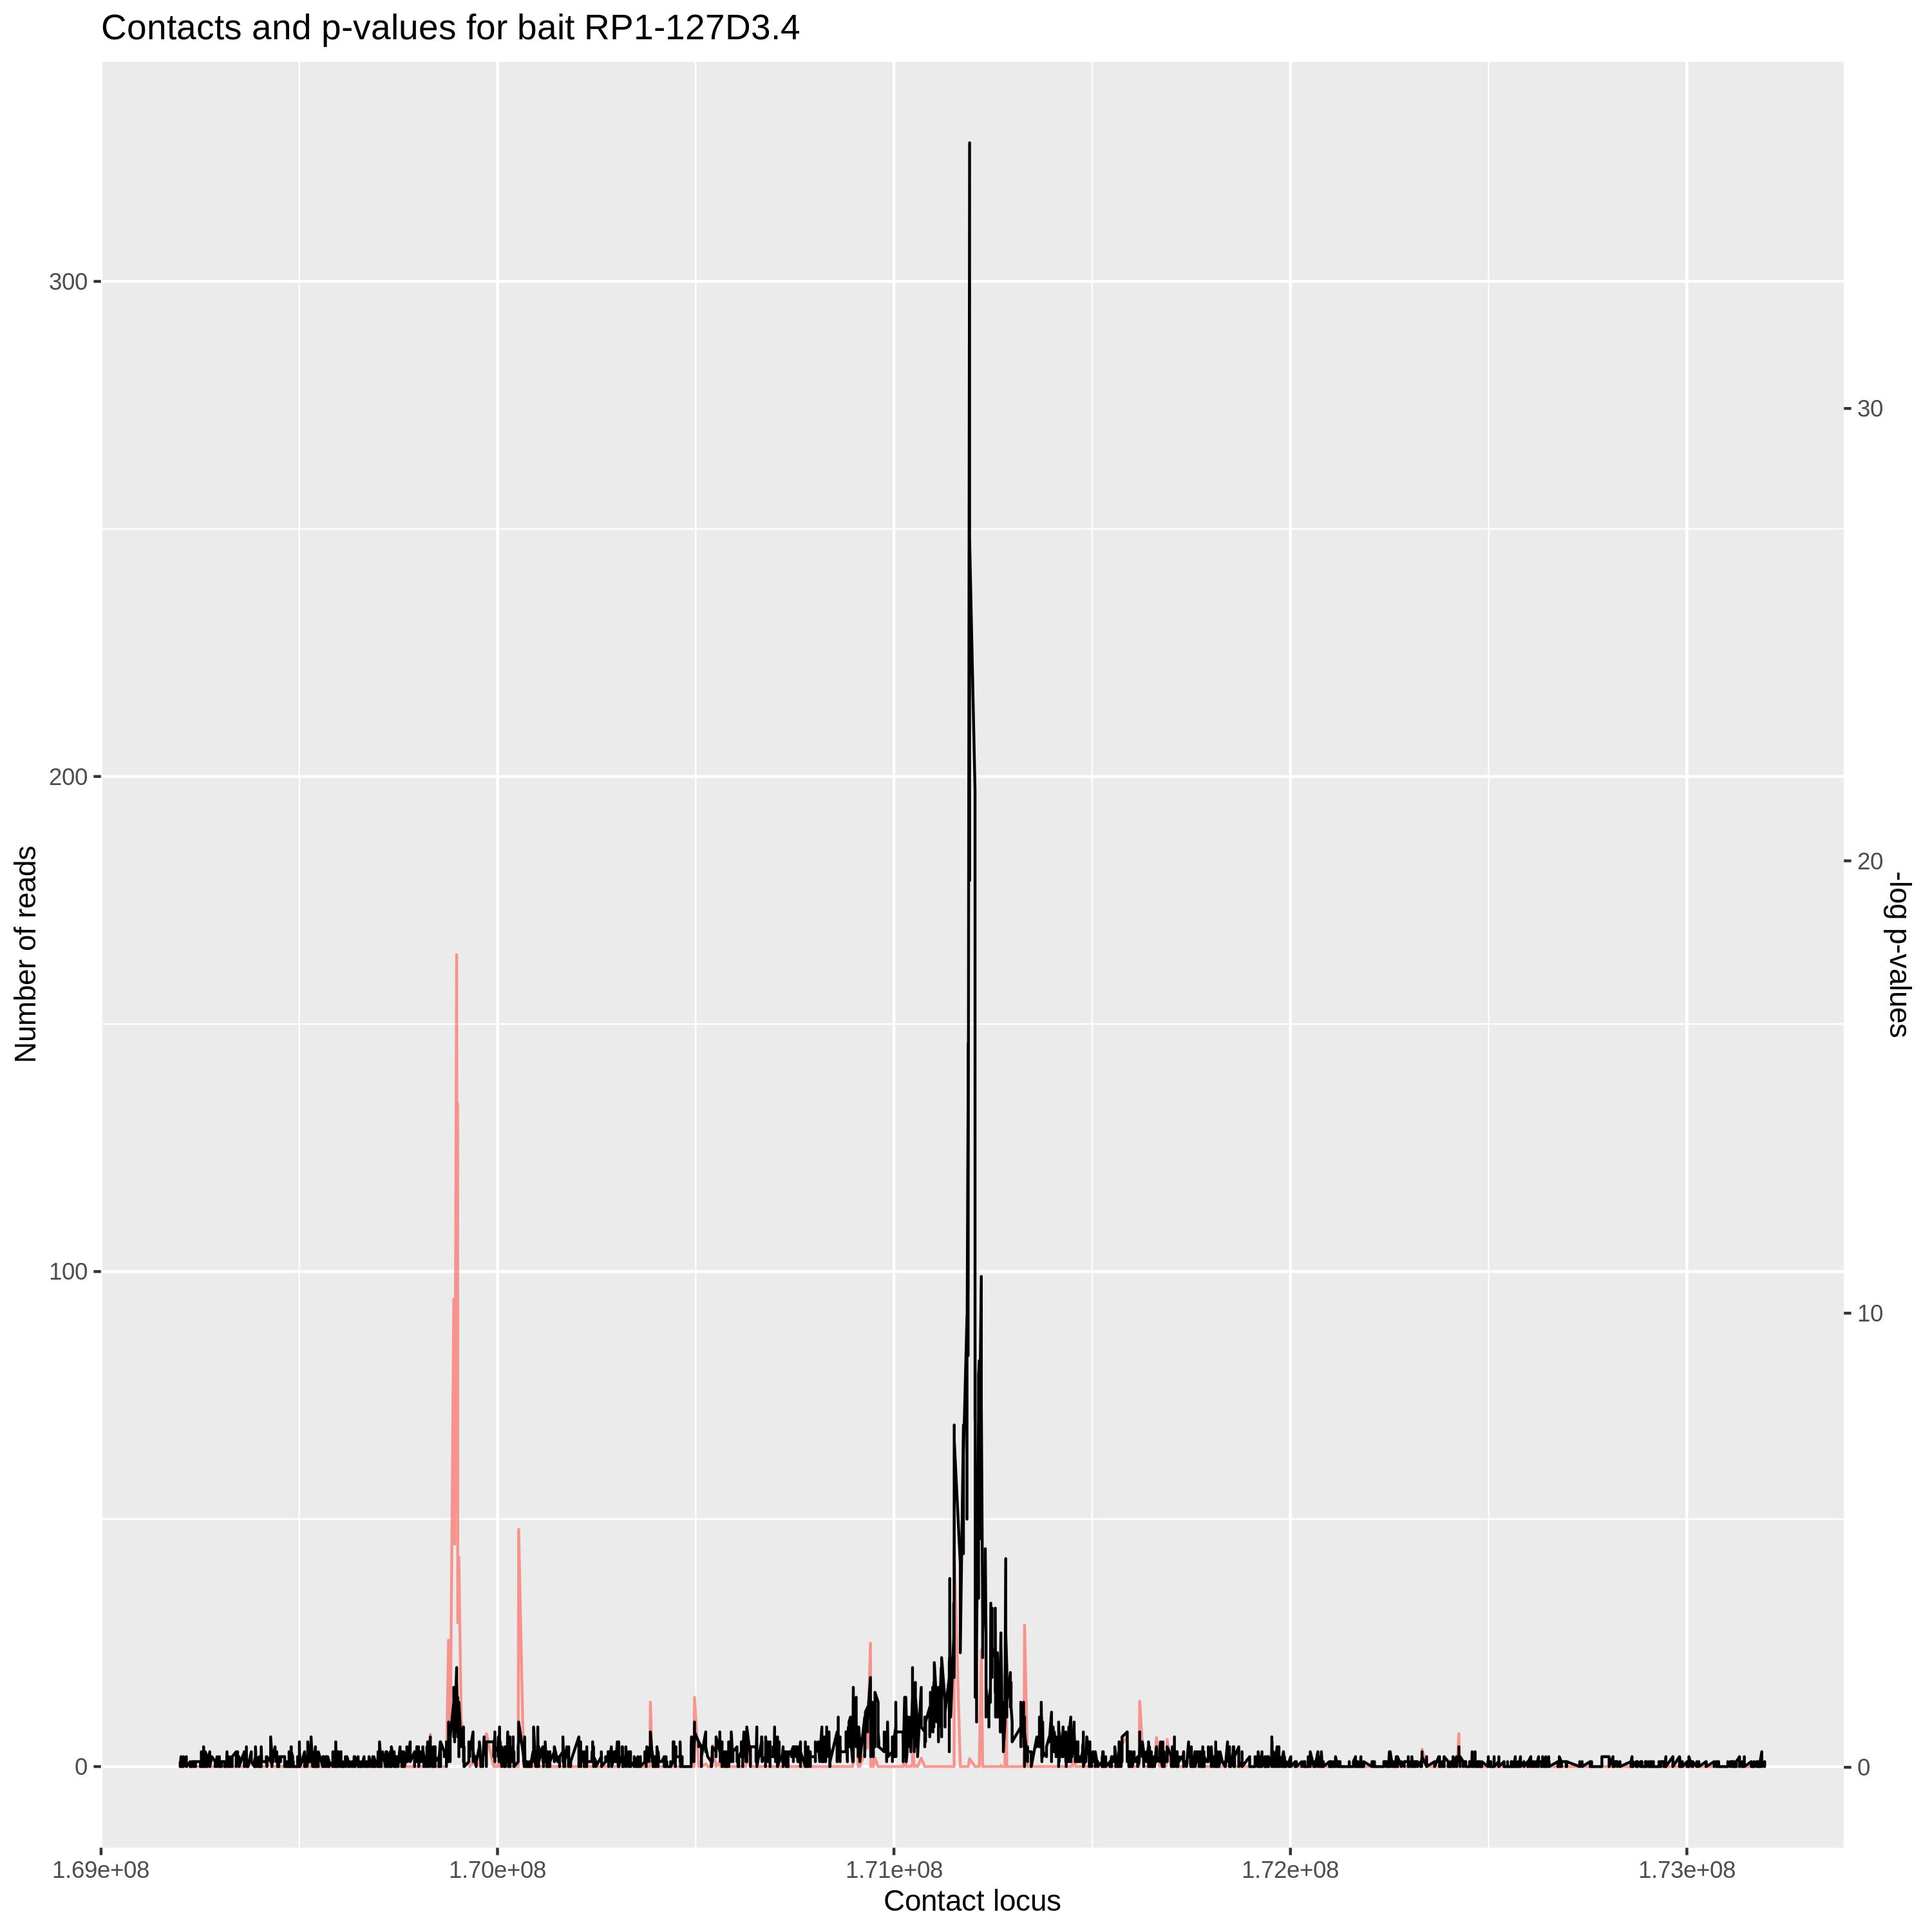 Contacts and p-values for bait RP1-127D3.4
300
200
100
0
30
20
10
0
Number of reads
-log p-values
1.69e+08 1.70e+08 1.71e+08 1.72e+08 1.73e+08
Contact locus